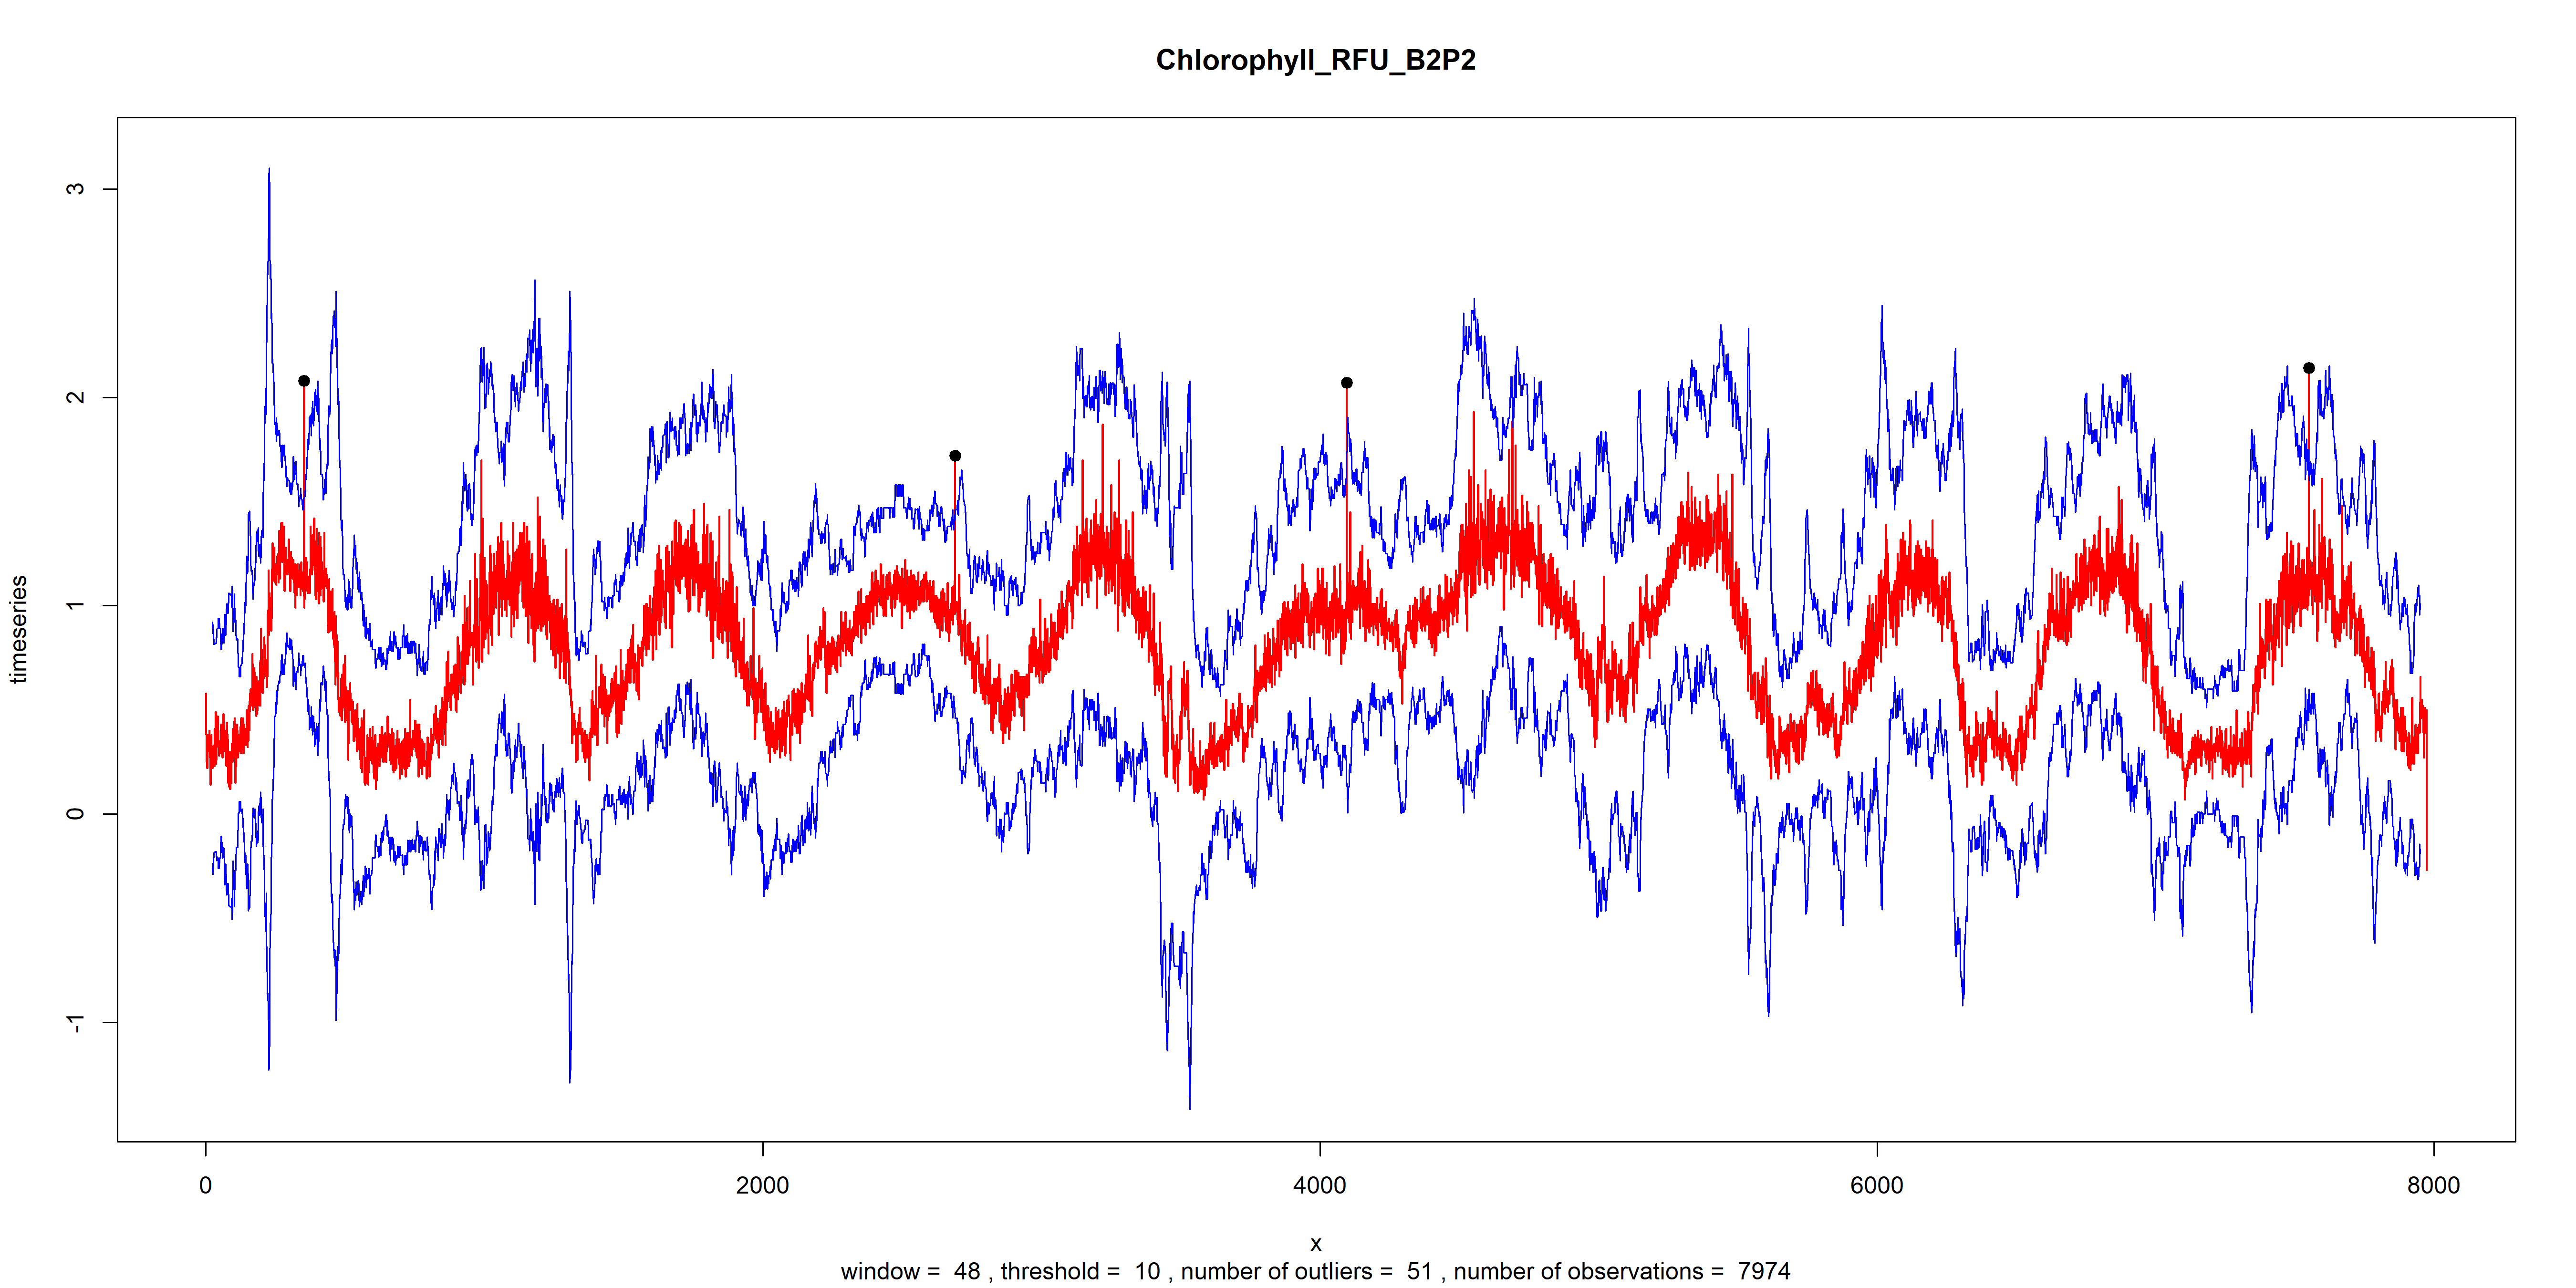 Chlorophyll_RFU_B2P2
timeseries
3
2
1
0
-1
0 2000 4000 6000 8000
x
window = 48 , threshold = 10 , number of outliers = 51 , number of observations = 7974